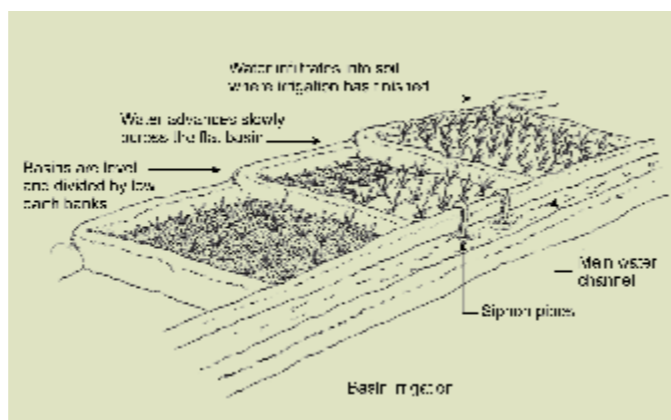 Water infiltrates into soil
where irrigation has finished
Water advances slowly
across the flat basin
Basins are level
and divided by low
earth banks
Main water
channel
Siphon pipes
Basin irrigation